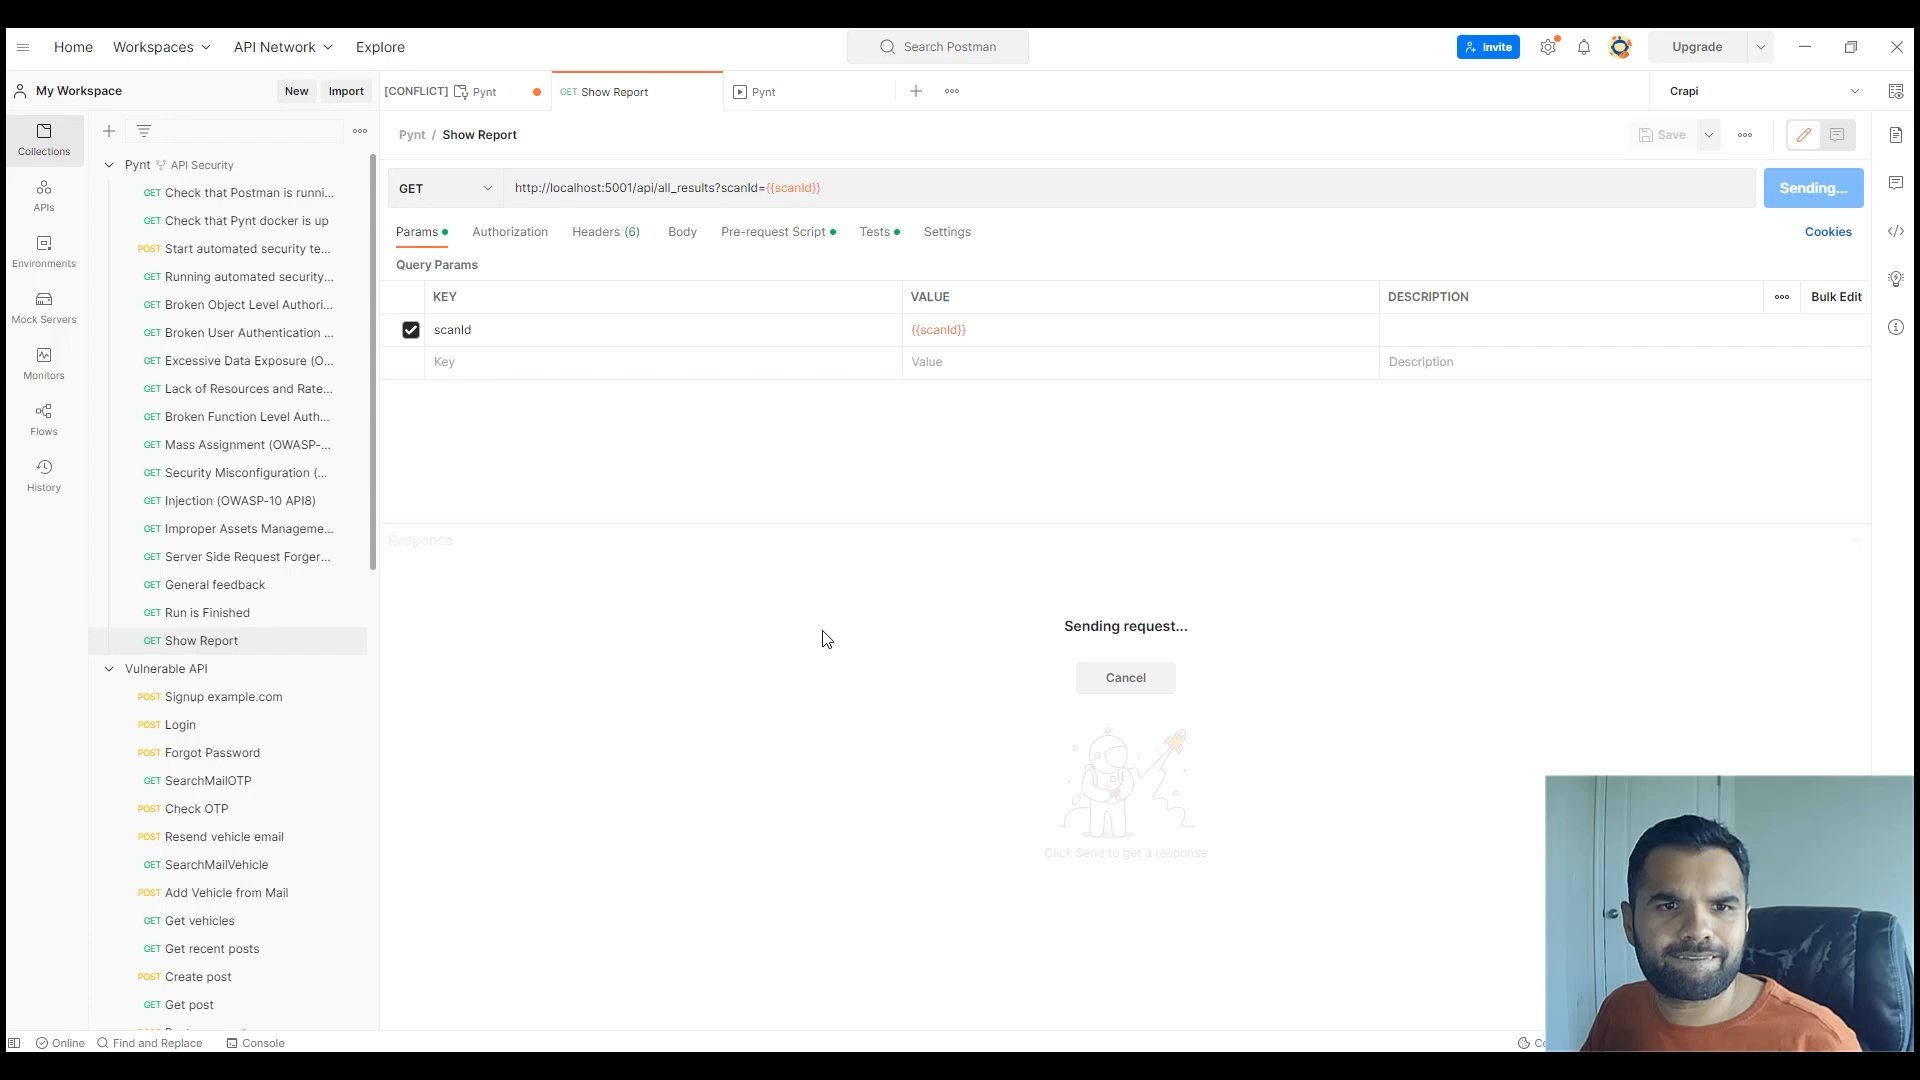 Home
Workspaces
API Network
Explore
Search Postman
Invite
Upgrade
My Workspace
New
Import
[CONFLICT] Pynt
GET Show Report
Pynt
Crapi
Pynt / Show Report
Save
GET
http://localhost:5001/api/all_results?scanId={{scanId}}
Sending...
Params
Authorization
Headers (6)
Body
Pre-request Script
Tests
Settings
Cookies
Query Params
KEY
VALUE
DESCRIPTION
Bulk Edit
scanId
{{scanId}}
Key
Value
Description
Response
Sending request...
Cancel
Click Send to get a response
Collections
APIs
Environments
Mock Servers
Monitors
Flows
History
Pynt API Security
GET Check that Postman is runni...
GET Check that Pynt docker is up
POST Start automated security te...
GET Running automated security...
GET Broken Object Level Authori...
GET Broken User Authentication ...
GET Excessive Data Exposure (O...
GET Lack of Resources and Rate...
GET Broken Function Level Auth...
GET Mass Assignment (OWASP-...
GET Security Misconfiguration (...
GET Injection (OWASP-10 API8)
GET Improper Assets Manageme...
GET Server Side Request Forger...
GET General feedback
GET Run is Finished
GET Show Report
Vulnerable API
POST Signup example.com
POST Login
POST Forgot Password
GET SearchMailOTP
POST Check OTP
POST Resend vehicle email
GET SearchMailVehicle
POST Add Vehicle from Mail
GET Get vehicles
GET Get recent posts
POST Create post
GET Get post
Online
Find and Replace
Console